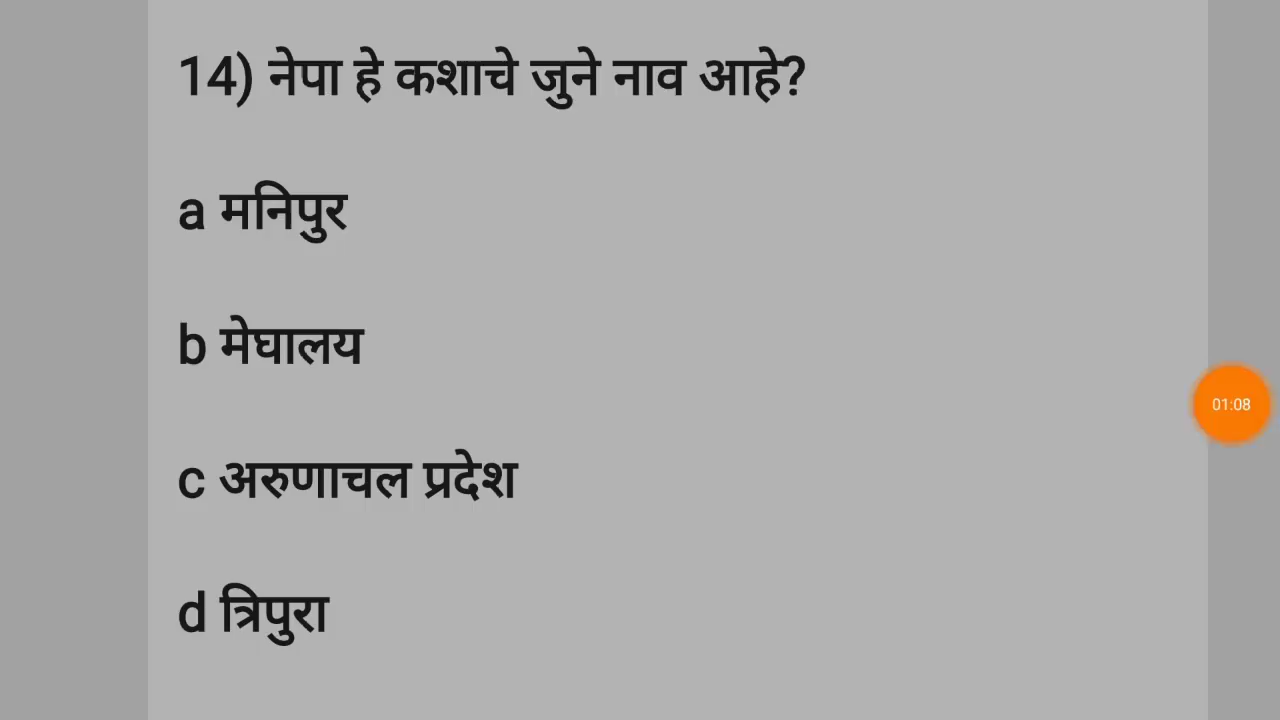 14) नेपा हे कशाचे जुने नाव आहे?
a मनिपुर
b मेघालय
01:08
c अरुणाचल प्रदेश
d त्रिपुरा